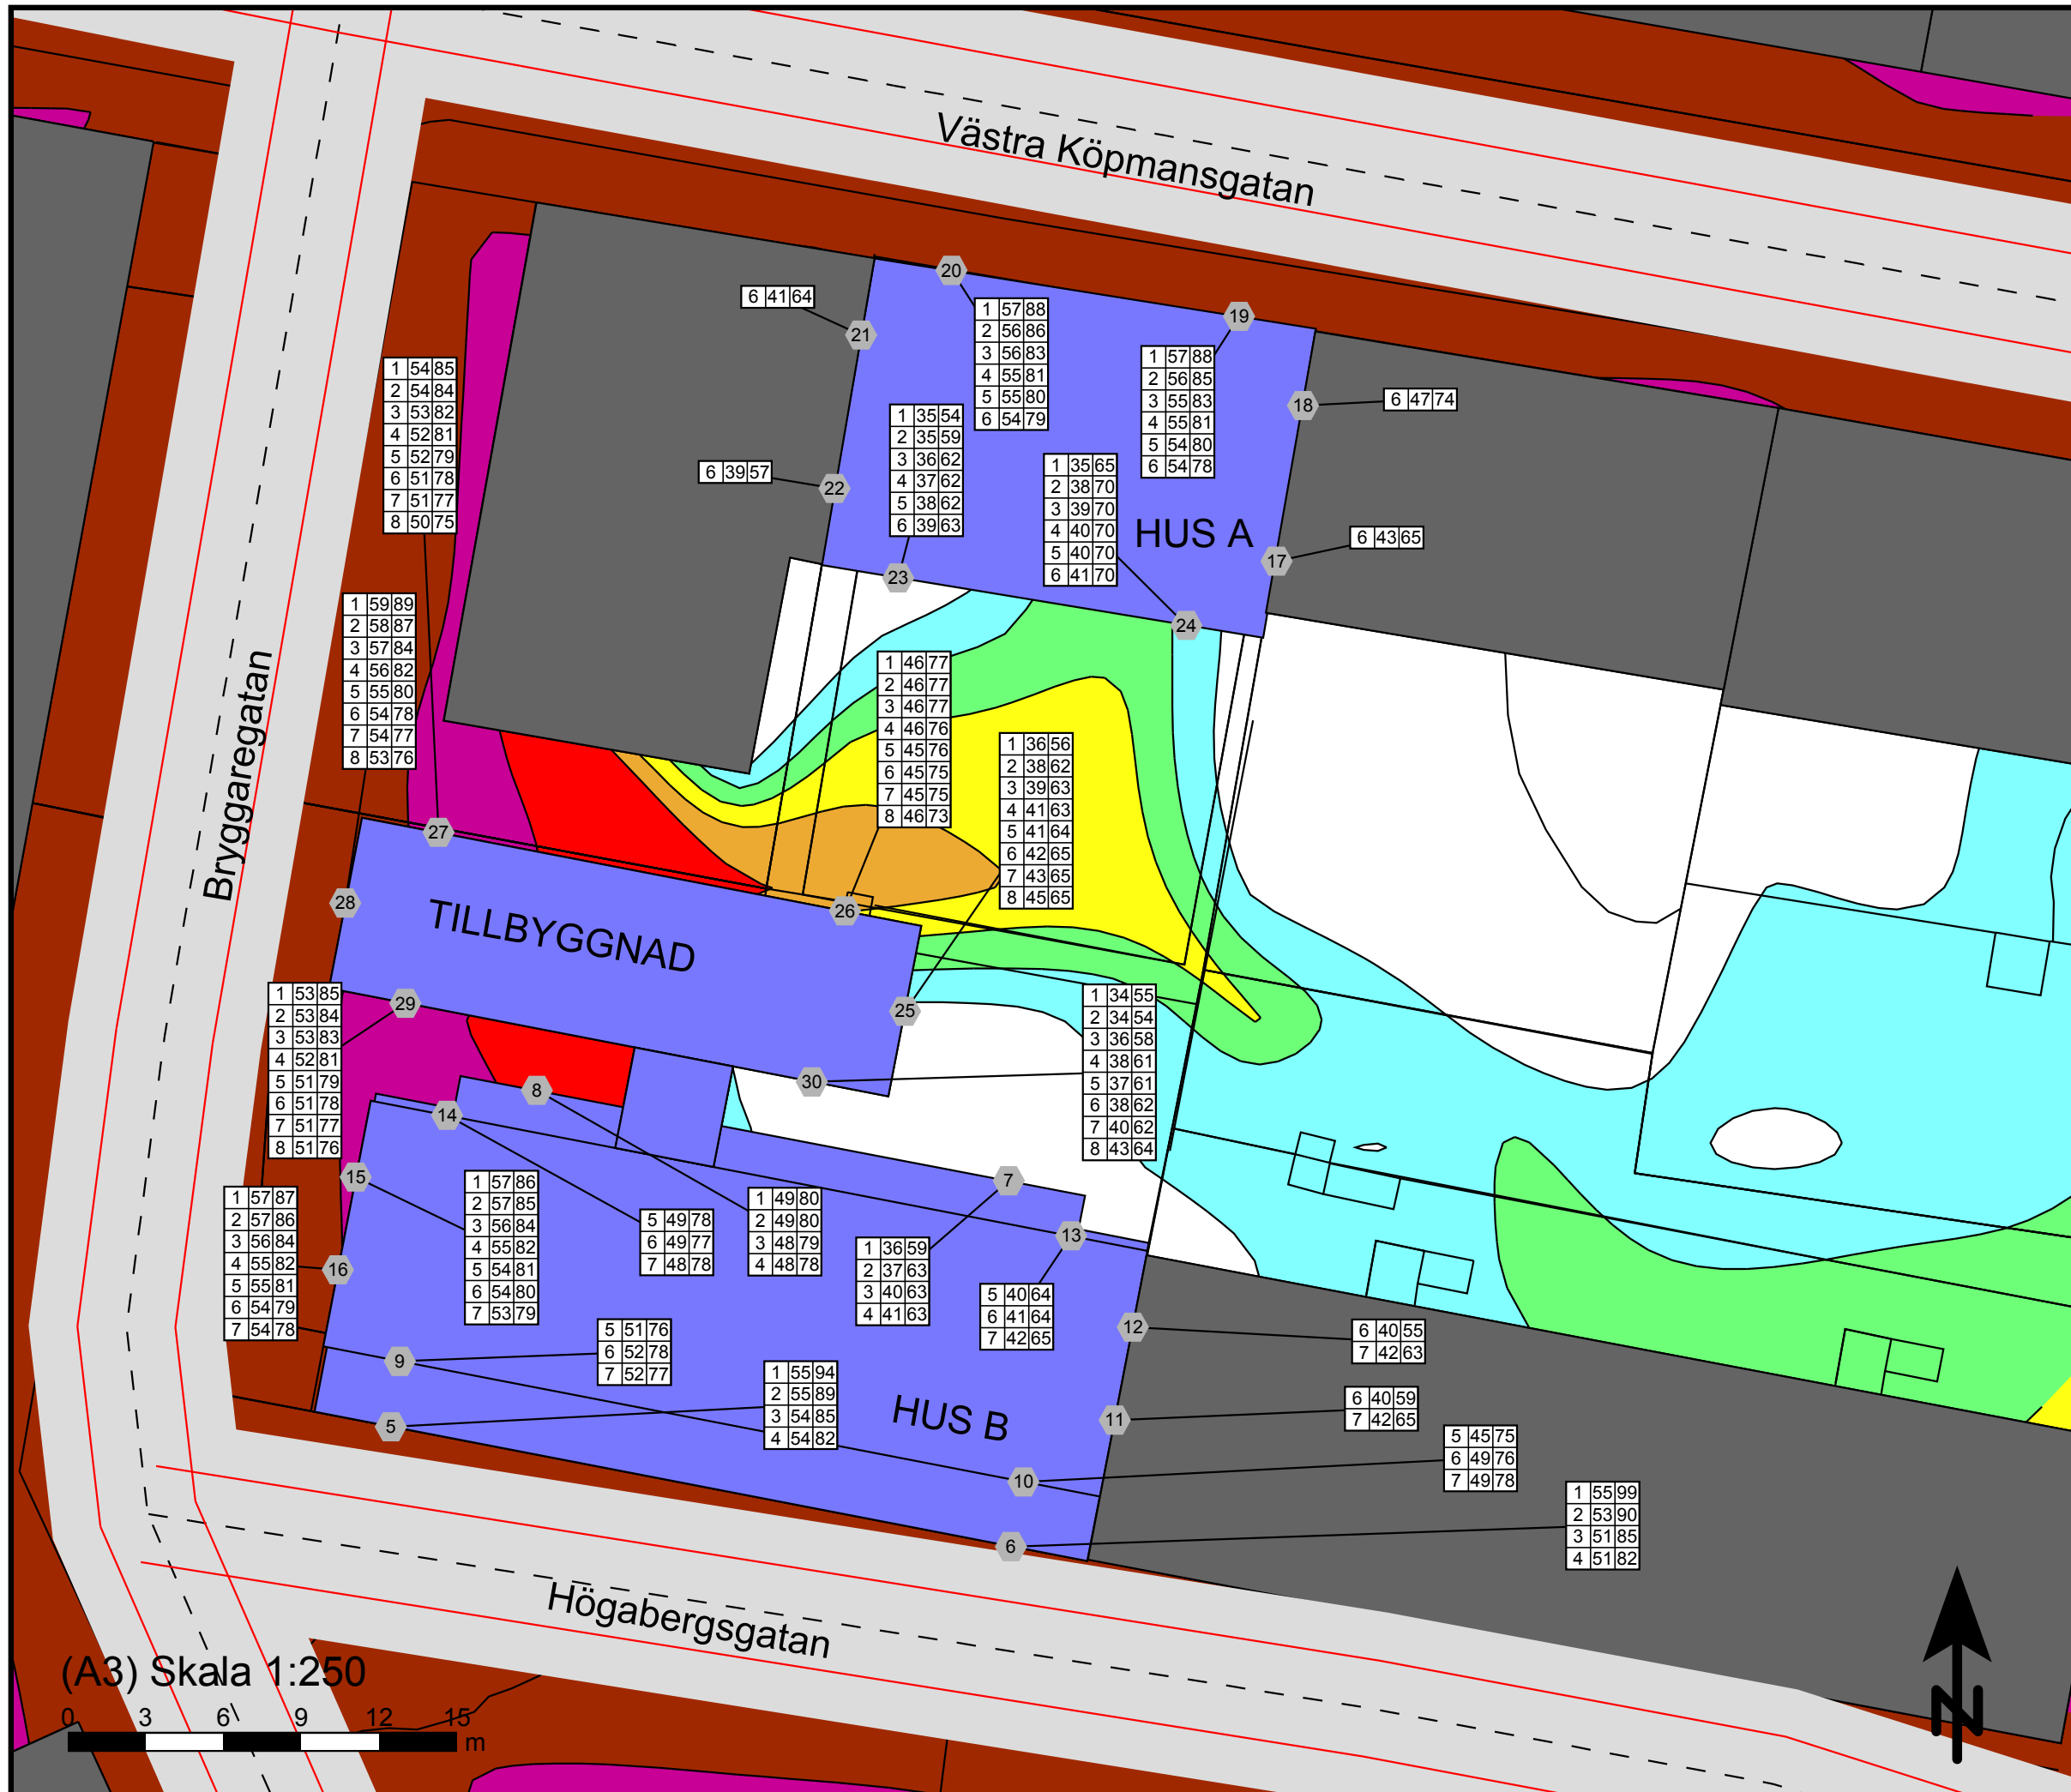 Västra Köpmansgatan
20
6 41 64
21
1 57 88
2 56 86
3 56 83
4 55 81
5 55 80
6 54 79
19
1 57 88
2 56 85
3 55 83
4 55 81
5 54 80
6 54 78
18
6 47 74
1 54 85
2 54 84
3 53 82
4 52 81
5 52 79
6 51 78
7 51 77
8 50 75
6 39 57
22
1 35 54
2 35 59
3 36 62
4 37 62
5 38 62
6 39 63
23
1 35 65
2 38 70
3 39 70
4 40 70
5 40 70
6 41 70
HUS A
17
6 43 65
24
1 59 89
2 58 87
3 57 84
4 56 82
5 55 80
6 54 78
7 54 77
8 53 76
Bryggaregatan
27
1 46 77
2 46 77
3 46 77
4 46 76
5 45 76
6 45 75
7 45 75
8 46 73
1 36 56
2 38 62
3 39 63
4 41 63
5 41 64
6 42 65
7 43 65
8 45 65
28
TILLBYGGNAD
26
25
1 53 85
2 53 84
3 53 83
4 52 81
5 51 79
6 51 78
7 51 77
8 51 76
29
30
1 34 55
2 34 54
3 36 58
4 38 61
5 37 61
6 38 62
7 40 62
8 43 64
8
14
15
7
13
1 57 87
2 57 86
3 56 84
4 55 82
5 55 81
6 54 79
7 54 78
16
1 57 86
2 57 85
3 56 84
4 55 82
5 54 81
6 54 80
7 53 79
5 49 78
6 49 77
7 48 78
1 49 80
2 49 80
3 48 79
4 48 78
1 36 59
2 37 63
3 40 63
4 41 63
5 40 64
6 41 64
7 42 65
12
6 40 55
7 42 63
9
5 51 76
6 52 78
7 52 77
1 55 94
2 55 89
3 54 85
4 54 82
5
HUS B
11
6 40 59
7 42 65
10
5 45 75
6 49 76
7 49 78
6
1 55 99
2 53 90
3 51 85
4 51 82
Högabergsgatan
(A3) Skala 1:250
0 3 6 9 12 15
m
N